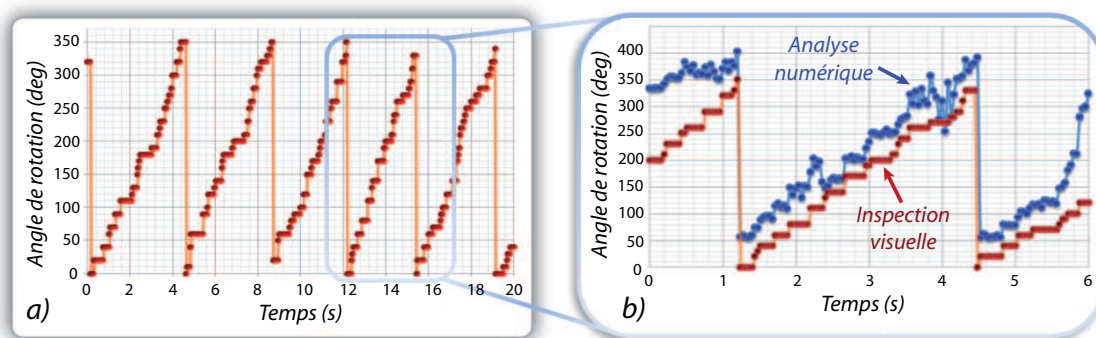 Angle de rotation (deg)
350
300
250
200
150
100
50
0
0 2 4 6 8 10 12 14 16 18 20
Temps (s)
a)
Angle de rotation (deg)
400
350
300
250
200
150
100
50
0
Analyse
numérique
Inspection
visuelle
0 1 2 3 4 5 6
Temps (s)
b)